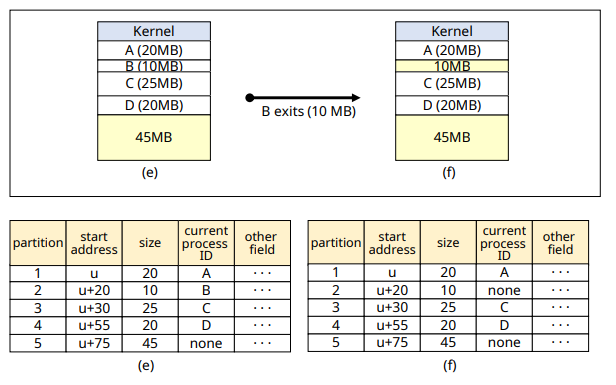 Kernel
A (20MB)
B (10MB)
C (25MB)
D (20MB)
45MB
(e)
B exits (10 MB)
Kernel
A (20MB)
10MB
C (25MB)
D (20MB)
45MB
(f)
partition start address size current process ID other field
1 u 20 A · · ·
2 u+20 10 B · · ·
3 u+30 25 C · · ·
4 u+55 20 D · · ·
5 u+75 45 none · · ·
(e)
partition start address size current process ID other field
1 u 20 A · · ·
2 u+20 10 none · · ·
3 u+30 25 C · · ·
4 u+55 20 D · · ·
5 u+75 45 none · · ·
(f)